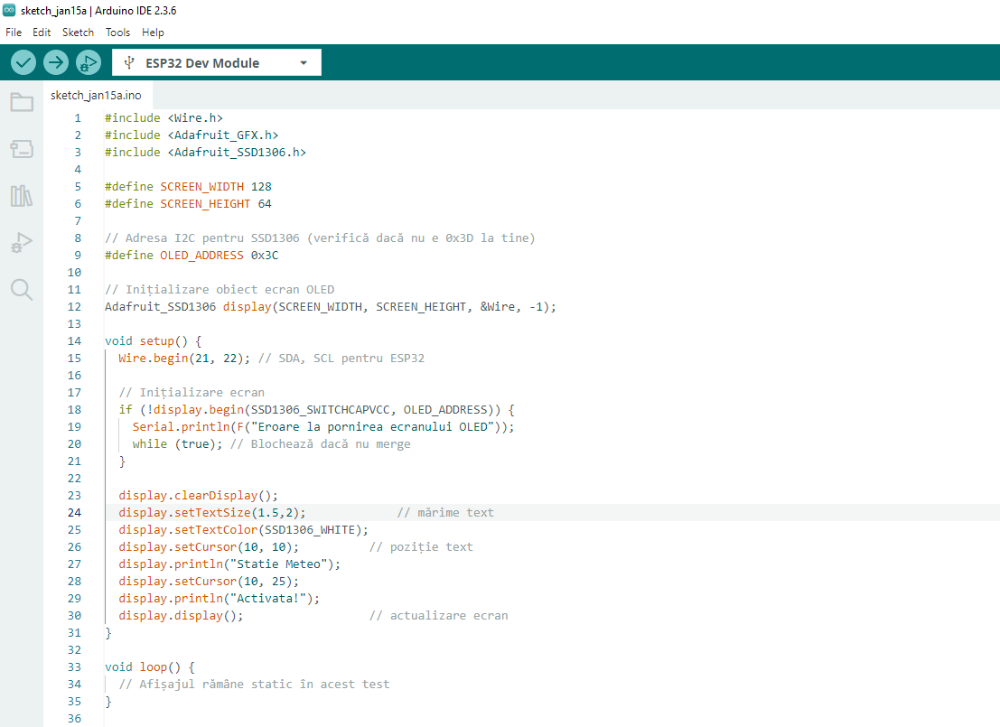 sketch_jan15a | Arduino IDE 2.3.6
File Edit Sketch Tools Help
ESP32 Dev Module
sketch_jan15a.ino
1 #include <Wire.h>
2 #include <Adafruit_GFX.h>
3 #include <Adafruit_SSD1306.h>
4
5 #define SCREEN_WIDTH 128
6 #define SCREEN_HEIGHT 64
7
8 // Adresa I2C pentru SSD1306 (verifică dacă nu e 0x3D la tine)
9 #define OLED_ADDRESS 0x3C
10
11 // Inițializare obiect ecran OLED
12 Adafruit_SSD1306 display(SCREEN_WIDTH, SCREEN_HEIGHT, &Wire, -1);
13
14 void setup() {
15   Wire.begin(21, 22); // SDA, SCL pentru ESP32
16
17   // Inițializare ecran
18   if (!display.begin(SSD1306_SWITCHCAPVCC, OLED_ADDRESS)) {
19     Serial.println(F("Eroare la pornirea ecranului OLED"));
20     while (true); // Blochează dacă nu merge
21   }
22
23   display.clearDisplay();
24   display.setTextSize(1.5,2);             // mărime text
25   display.setTextColor(SSD1306_WHITE);
26   display.setCursor(10, 10);          // poziție text
27   display.println("Statie Meteo");
28   display.setCursor(10, 25);
29   display.println("Activata!");
30   display.display();                  // actualizare ecran
31 }
32
33 void loop() {
34   // Afișajul rămâne static în acest test
35 }
36